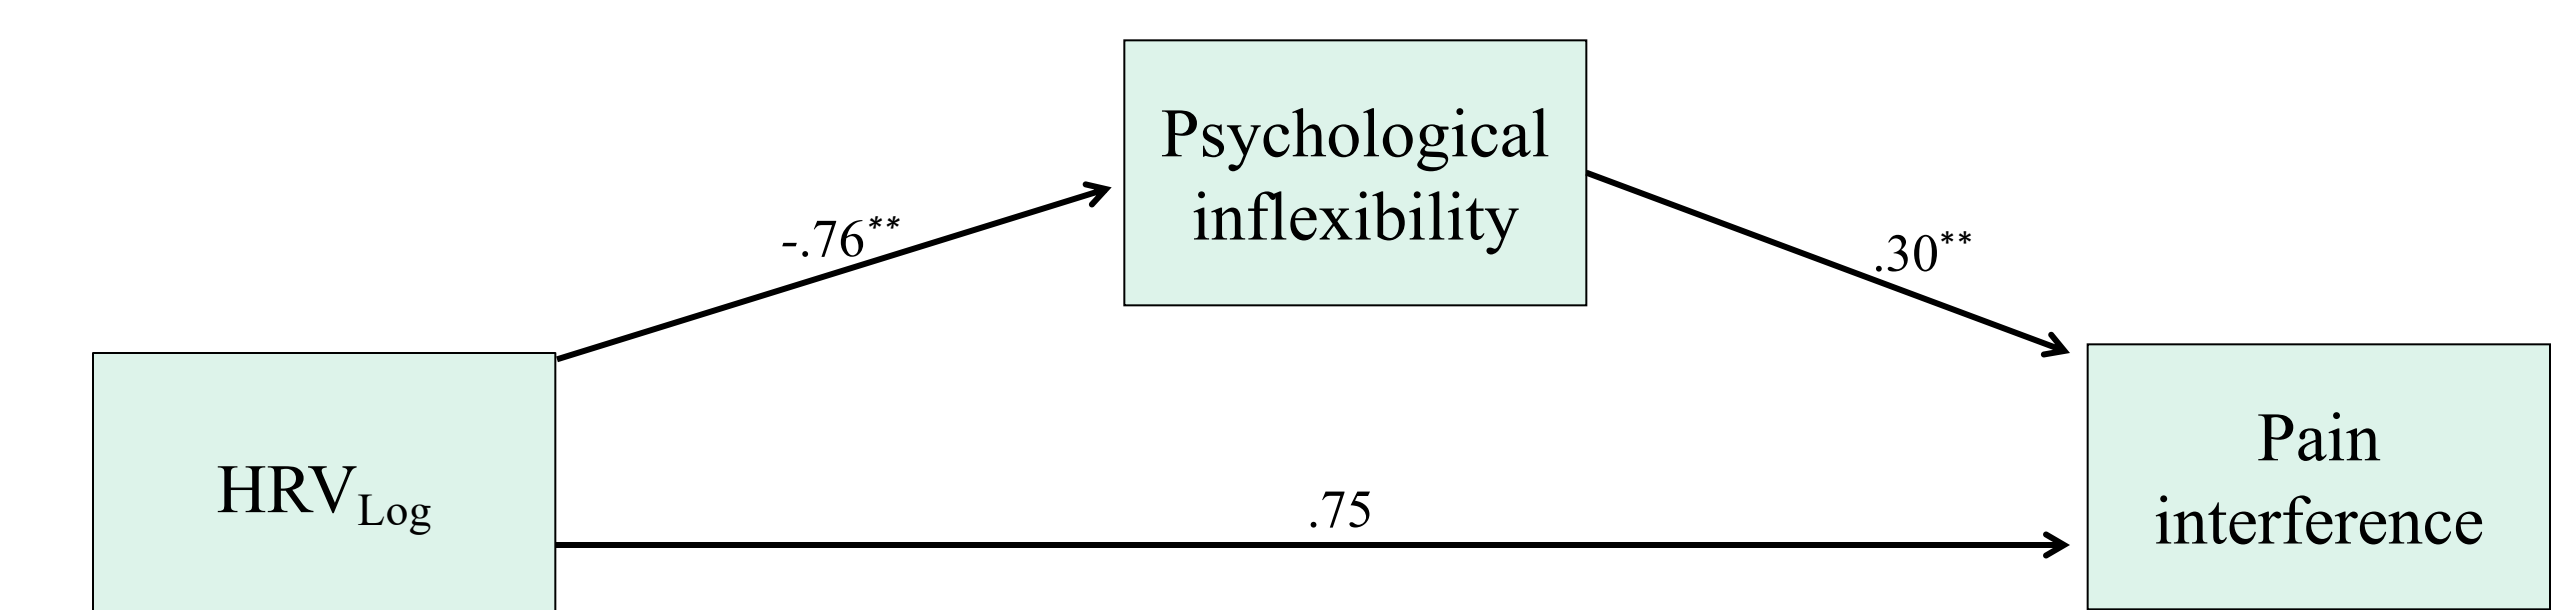 Psychological
inflexibility
-.76**
.30**
HRVLog
.75
Pain
interference